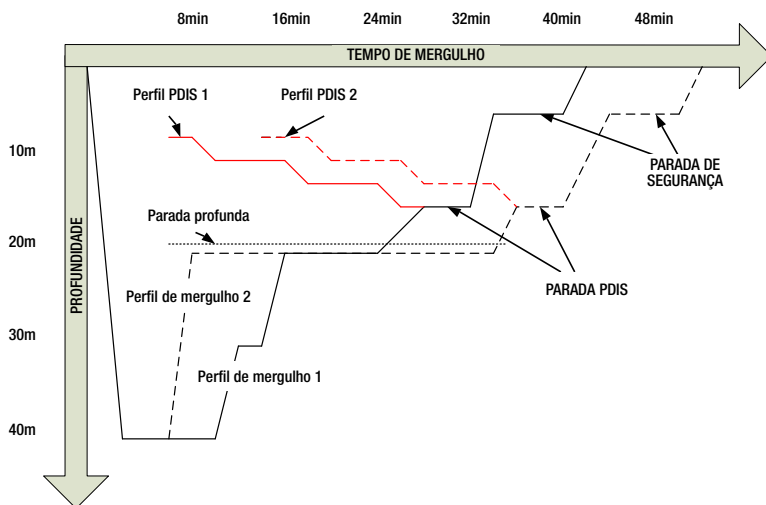 8min 16min 24min 32min 40min 48min
TEMPO DE MERGULHO
Perfil PDIS 1 Perfil PDIS 2
10m
PARADA DE
SEGURANÇA
Parada profunda
20m
PARADA PDIS
Perfil de mergulho 2
PROFUNDIDADE
30m
Perfil de mergulho 1
40m